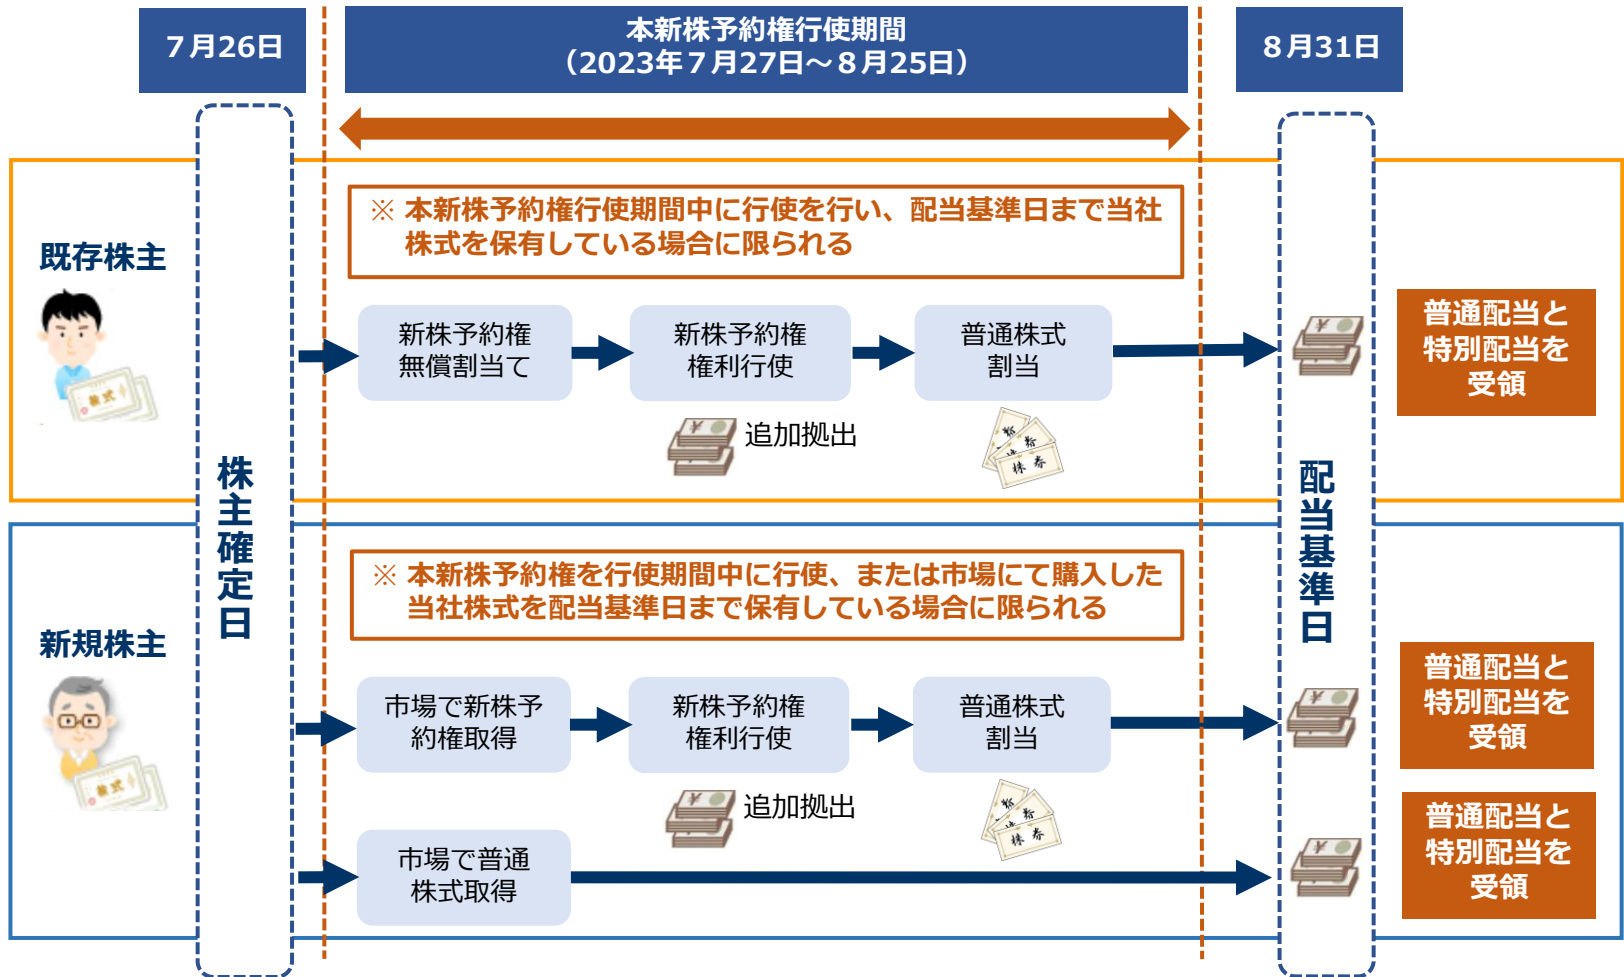 7月26日
本新株予約権行使期間
（2023年7月27日～8月25日）
8月31日
株主確定日
配当基準日
既存株主
※ 本新株予約権行使期間中に行使を行い、配当基準日まで当社
株式を保有している場合に限られる
新株予約権
無償割当て
新株予約権
権利行使
普通株式
割当
追加拠出
株式
株券
普通配当と
特別配当を
受領
新規株主
※ 本新株予約権を行使期間中に行使、または市場にて購入した
当社株式を配当基準日まで保有している場合に限られる
市場で新株予
約権取得
新株予約権
権利行使
普通株式
割当
追加拠出
株式
株券
普通配当と
特別配当を
受領
市場で普通
株式取得
普通配当と
特別配当を
受領